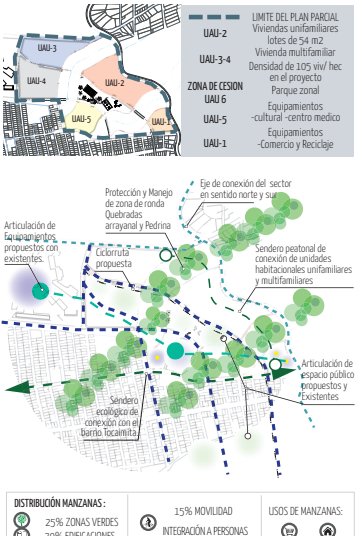 UAU-3
UAU-4
UAU-2
UAU-5
UAU-1
LIMITE DEL PLAN PARCIAL
UAU-2
Viviendas unifamiliares
lotes de 54 m2
UAU-3-4
Vivienda multifamiliar
Densidad de 105 viv/ hec
en el proyecto
ZONA DE CESION
UAU 6
Parque zonal
UAU-5
Equipamientos
-cultural -centro medico
UAU-1
Equipamientos
-Comercio y Reciclaje
Eje de conexión del sector
en sentido norte y sur
Protección y Manejo
de zona de ronda
Quebradas
arrayanal y Pedrina
Articulación de
Equipamientos
propuestos con
existentes.
Ciclorruta
propuesta
Sendero peatonal de
conexión de unidades
habitacionales unifamiliares
y multifamiliares
Articulación de
espacio público
propuestos y
Existentes
Sendero
ecológico de
conexión con el
barrio Tocaimita
DISTRIBUCIÓN MANZANAS :
25% ZONAS VERDES
15% MOVILIDAD
INTEGRACIÓN A PERSONAS
USOS DE MANZANAS: